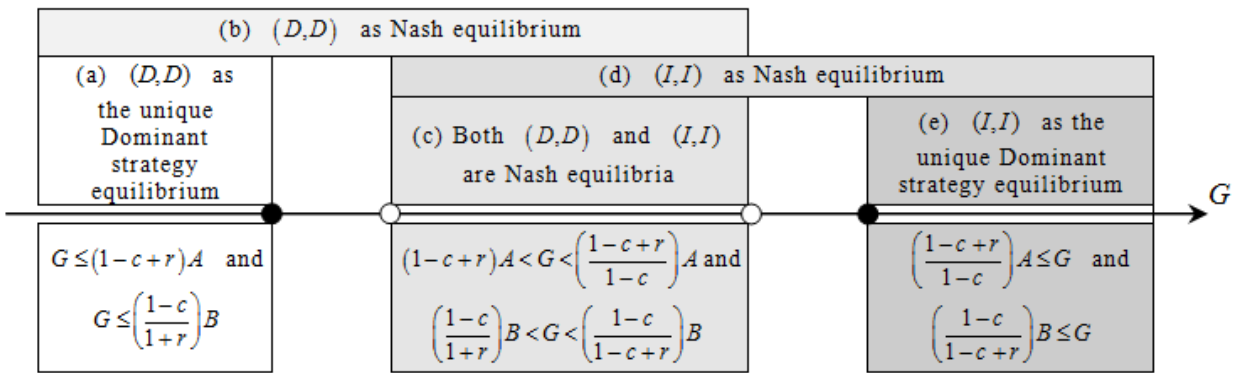 (b) (D,D) as Nash equilibrium
(a) (D,D) as
the unique
Dominant
strategy
equilibrium
(d) (I,I) as Nash equilibrium
(c) Both (D,D) and (I,I)
are Nash equilibria
(e) (I,I) as the
unique Dominant
strategy equilibrium
G
G≤(1−c+r)A and
G≤((1−c)/(1+r))B
(1−c+r)A<G<((1−c+r)/(1−c))A and
((1−c)/(1+r))B<G<((1−c)/(1−c+r))B
((1−c+r)/(1−c))A≤G and
((1−c)/(1−c+r))B≤G